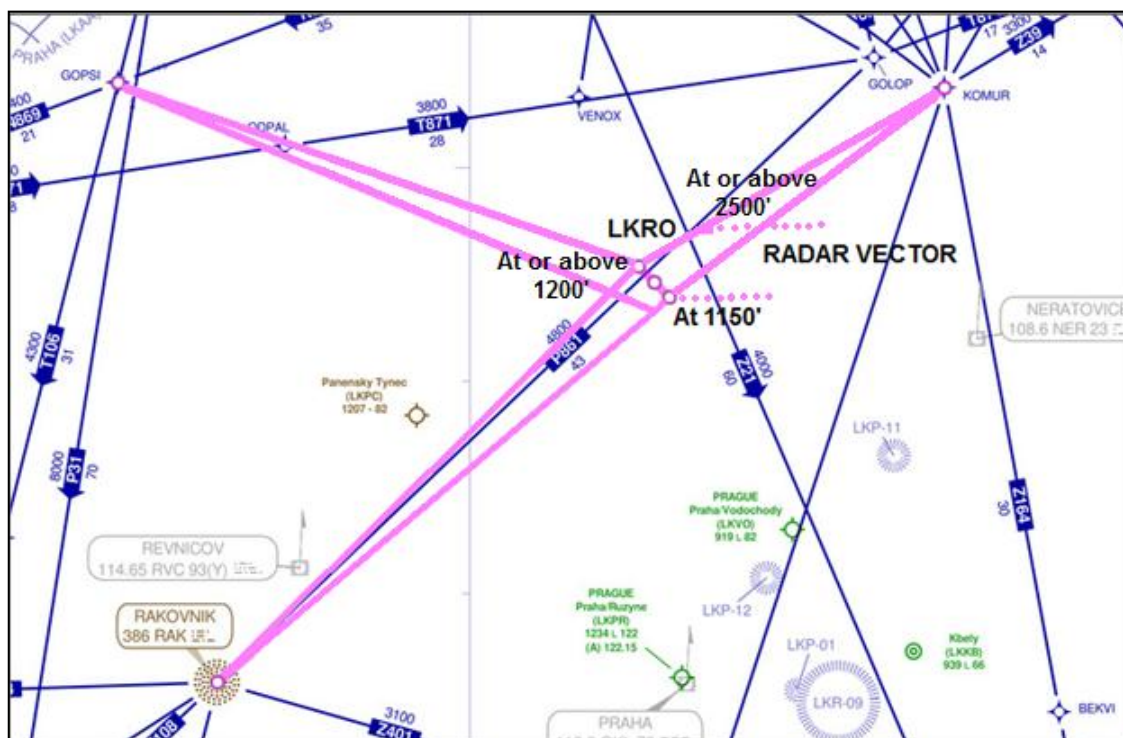 PRAHA (LKAA)
35
GOPSI
21
3800
T871
28
VENOX
GOLOP
17
3300
Z39
14
KOMUR
At or above
2500'
LKRO
RADAR VECTOR
At or above
1200'
At 1150'
NERATOVICE
108.6 NER 23
4800
P861
43
4300
T106
31
Z21
4000
60
Panensky Tynec
(LKPC)
1207 - 82
LKP-11
8000
P31
70
Z164
30
PRAGUE
Praha/Vodochody
(LKVO)
919 L 82
REVNICOV
114.65 RVC 93(Y)
LKP-12
RAKOVNIK
386 RAK
PRAGUE
Praha/Ruzyne
(LKPR)
1234 L 122
(A) 122.15
LKP-01
Kbely
(LKKB)
939 L 66
LKR-09
BEKVI
3100
Z401
PRAHA